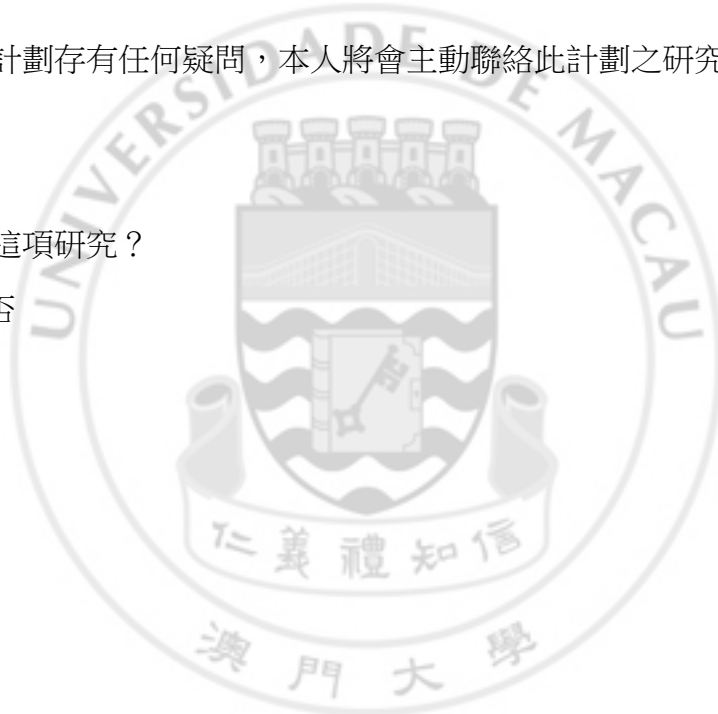 計劃存有任何疑問，本人將會主動聯絡此計劃之研究
UNIVERSIDADE DE MACAU
這項研究？
否
仁義禮知信
澳門大學